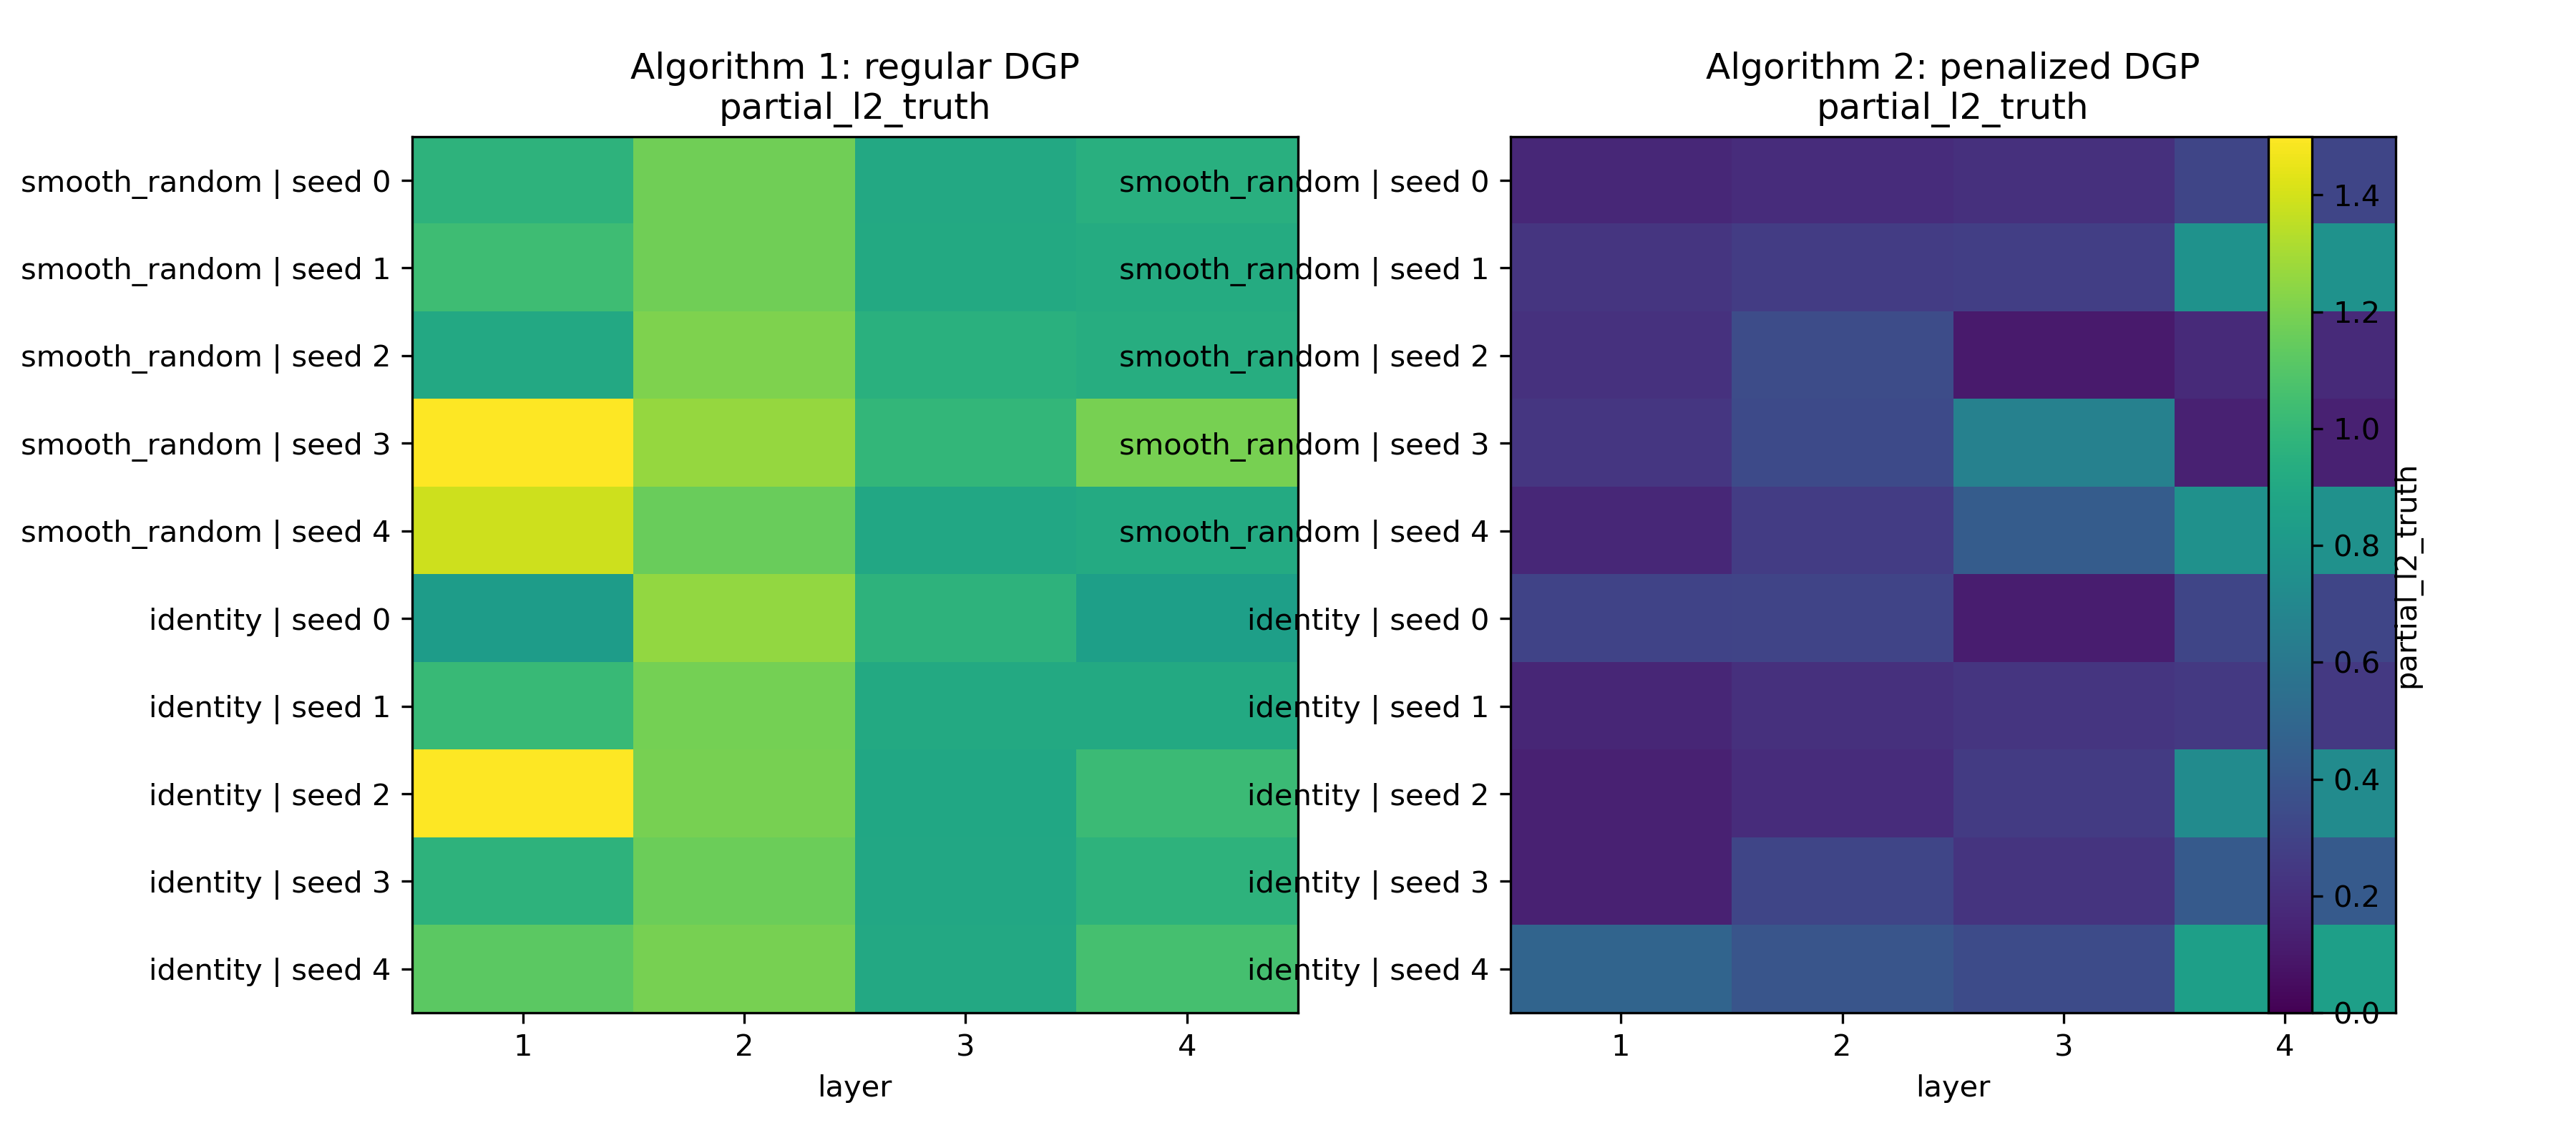 Algorithm 1: regular DGP
partial_l2_truth
smooth_random | seed 0
smooth_random | seed 1
smooth_random | seed 2
smooth_random | seed 3
smooth_random | seed 4
identity | seed 0
identity | seed 1
identity | seed 2
identity | seed 3
identity | seed 4
1 2 3 4
layer
Algorithm 2: penalized DGP
partial_l2_truth
smooth_random | seed 0
smooth_random | seed 1
smooth_random | seed 2
smooth_random | seed 3
smooth_random | seed 4
identity | seed 0
identity | seed 1
identity | seed 2
identity | seed 3
identity | seed 4
1 2 3 4
layer
1.4
1.2
1.0
0.8
0.6
0.4
0.2
0.0
partial_l2_truth